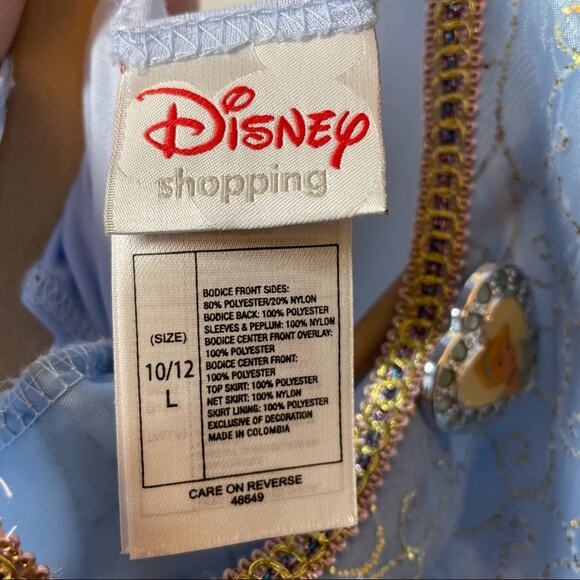 Disney
shopping
(SIZE)
10/12
L
BODICE FRONT SIDES:
80% POLYESTER/20% NYLON
BODICE BACK: 100% POLYESTER
SLEEVES & PEPLUM: 100% NYLON
BODICE CENTER FRONT OVERLAY:
100% POLYESTER
BODICE CENTER FRONT:
100% POLYESTER
TOP SKIRT: 100% POLYESTER
NET SKIRT: 100% NYLON
SKIRT LINING: 100% POLYESTER
EXCLUSIVE OF DECORATION
MADE IN COLOMBIA
CARE ON REVERSE
48649